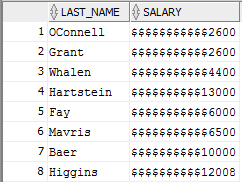 LAST_NAME SALARY
1 OConnell $$$$$$$$$$$2600
2 Grant $$$$$$$$$$$2600
3 Whalen $$$$$$$$$$$4400
4 Hartstein $$$$$$$$$$13000
5 Fay $$$$$$$$$$$6000
6 Mavris $$$$$$$$$$$6500
7 Baer $$$$$$$$$$10000
8 Higgins $$$$$$$$$$12008